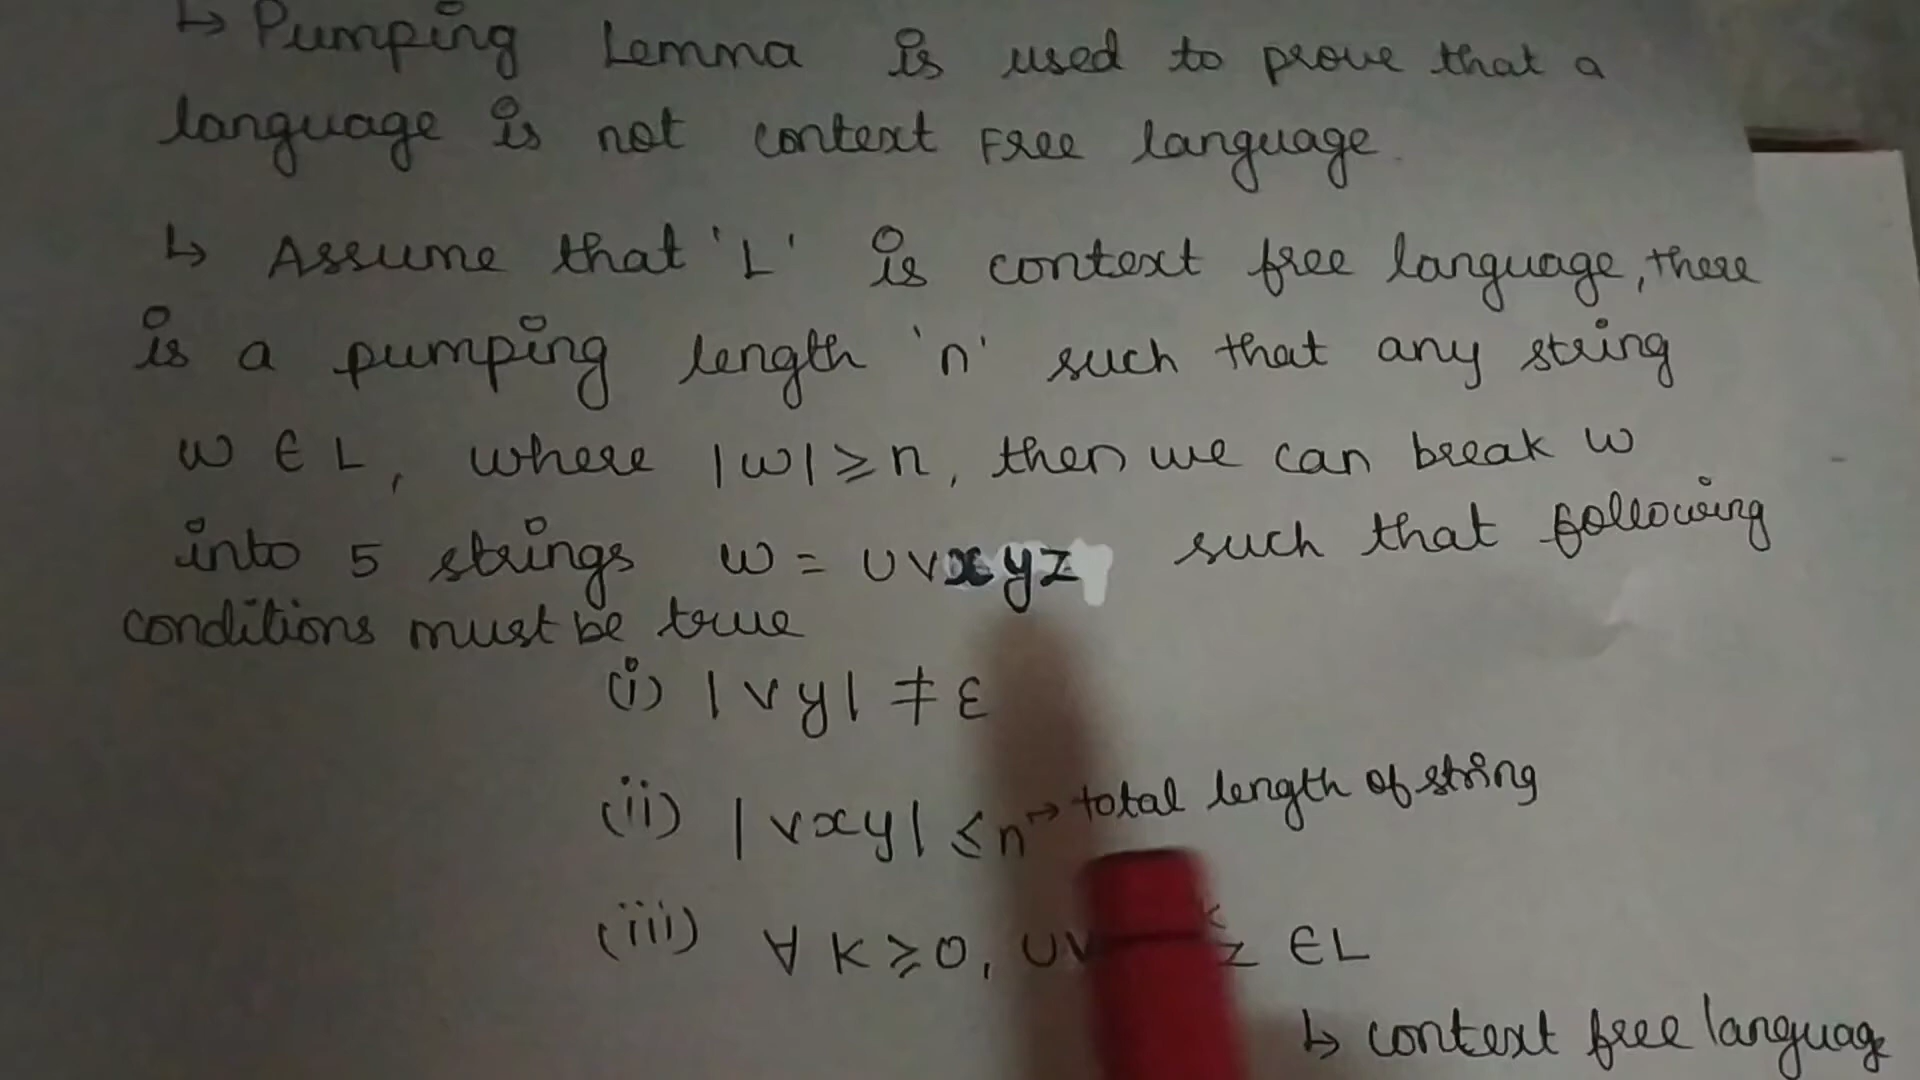 ↳ Pumping Lemma is used to prove that a
language is not context Free language.
↳ Assume that 'L' is context free language, there
is a pumping length 'n' such that any string
w ∈ L, where |w| ≥ n, then we can break w
into 5 strings w = uvxyz such that following
conditions must be true
(i) |vy| ≠ ε
(ii) |vxy| ≤ n → total length of string
(iii) ∀ K ≥ 0, uv z ∈ L
↳ context free languag